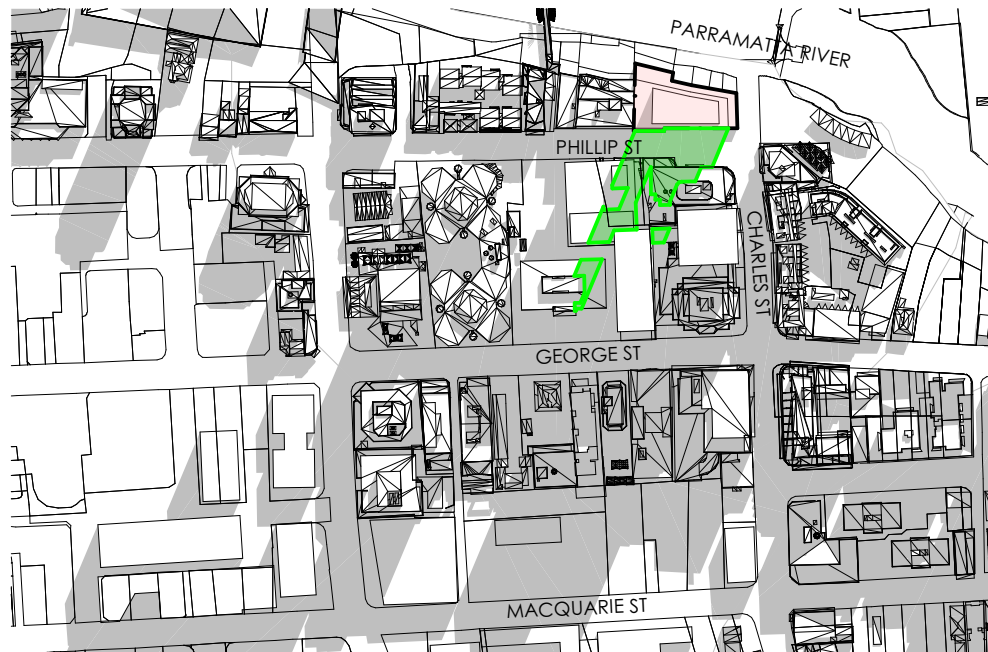 PARRAMATTA RIVER
PHILLIP ST
CHARLES ST
GEORGE ST
MACQUARIE ST